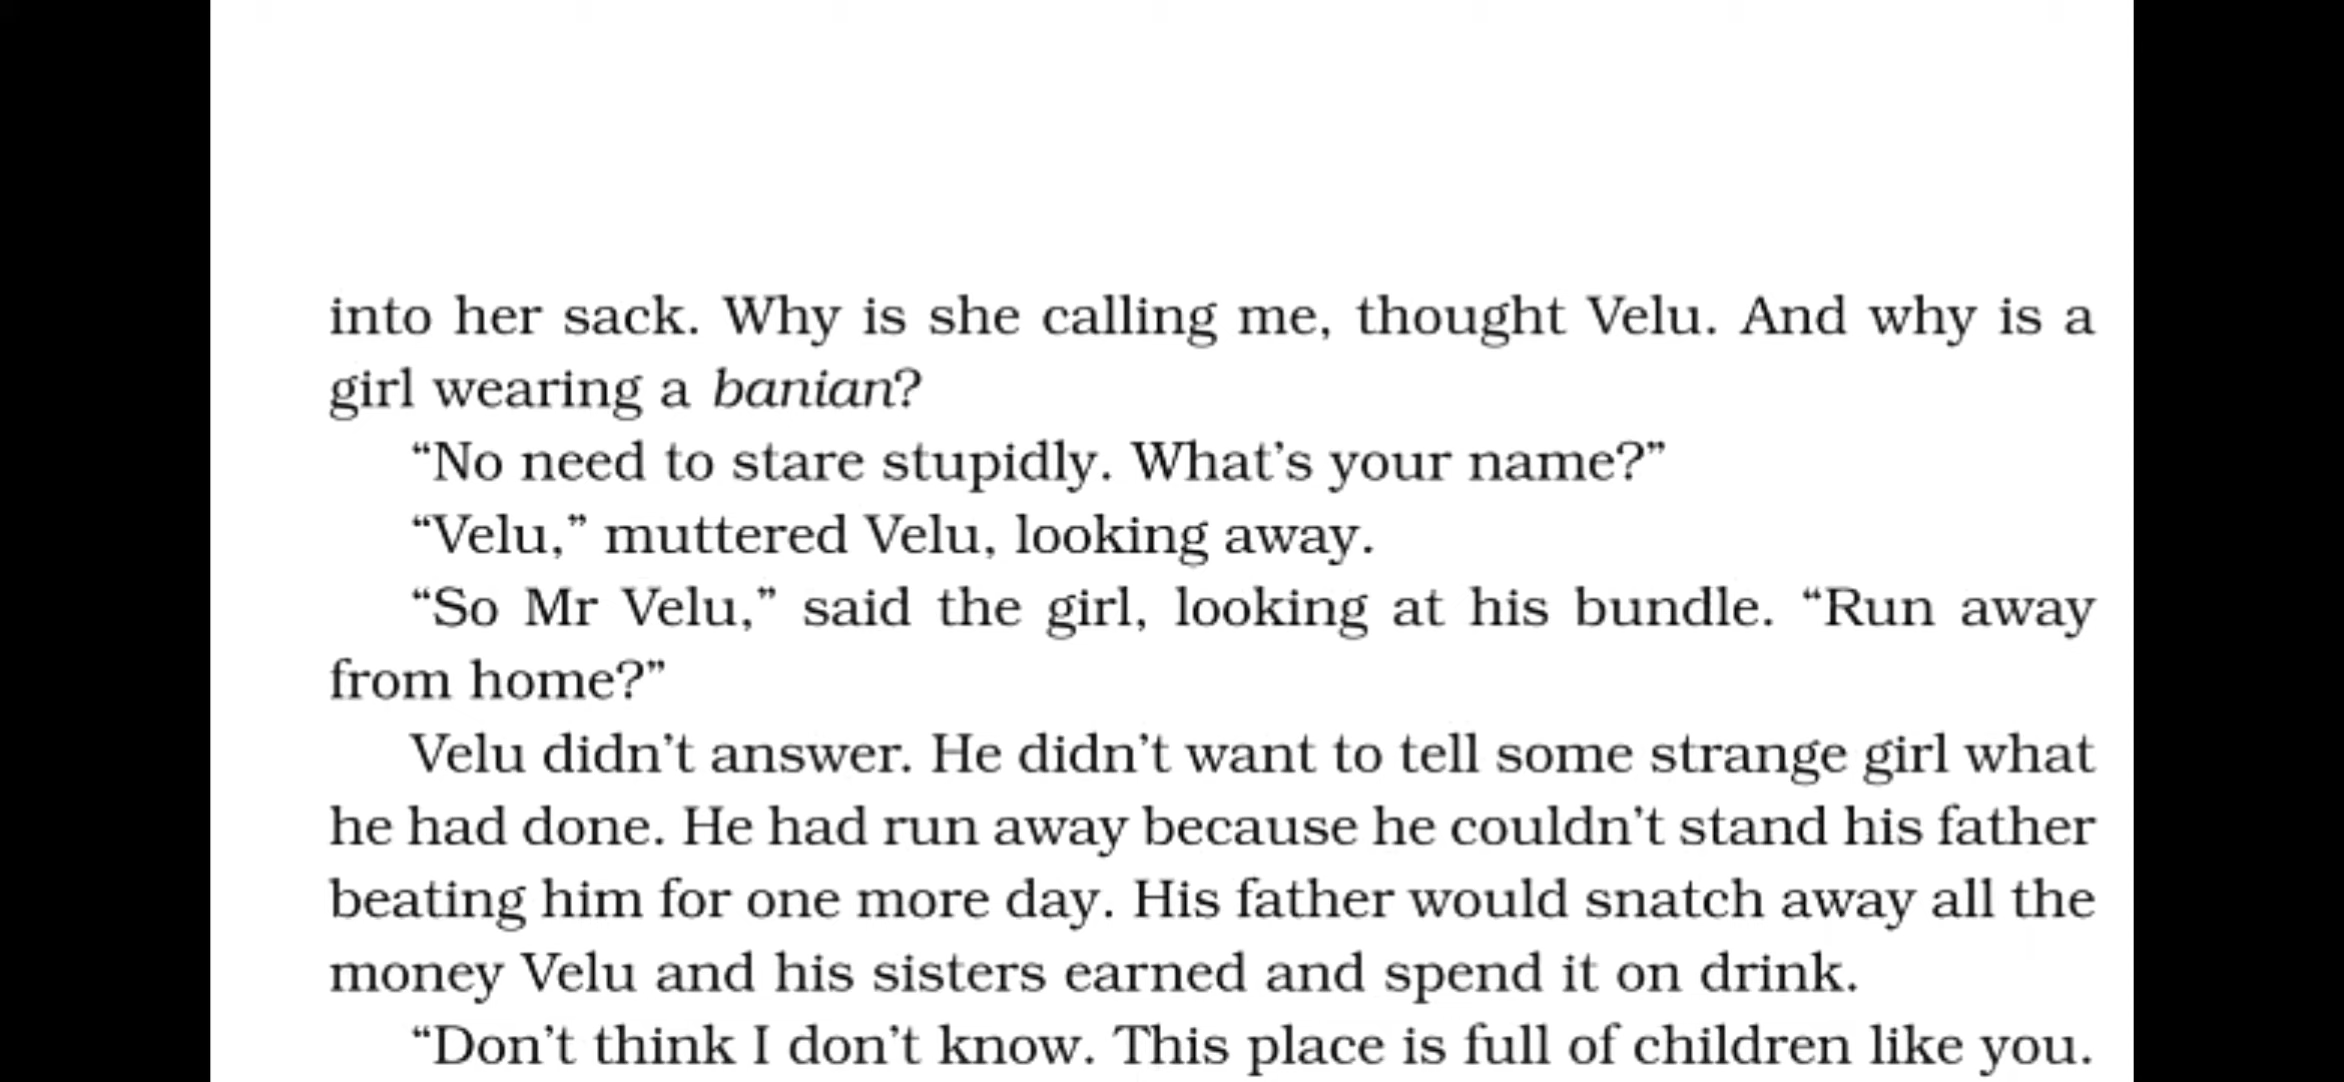 into her sack. Why is she calling me, thought Velu. And why is a
girl wearing a banian?
“No need to stare stupidly. What’s your name?”
“Velu,” muttered Velu, looking away.
“So Mr Velu,” said the girl, looking at his bundle. “Run away
from home?”
Velu didn’t answer. He didn’t want to tell some strange girl what
he had done. He had run away because he couldn’t stand his father
beating him for one more day. His father would snatch away all the
money Velu and his sisters earned and spend it on drink.
“Don’t think I don’t know. This place is full of children like you.